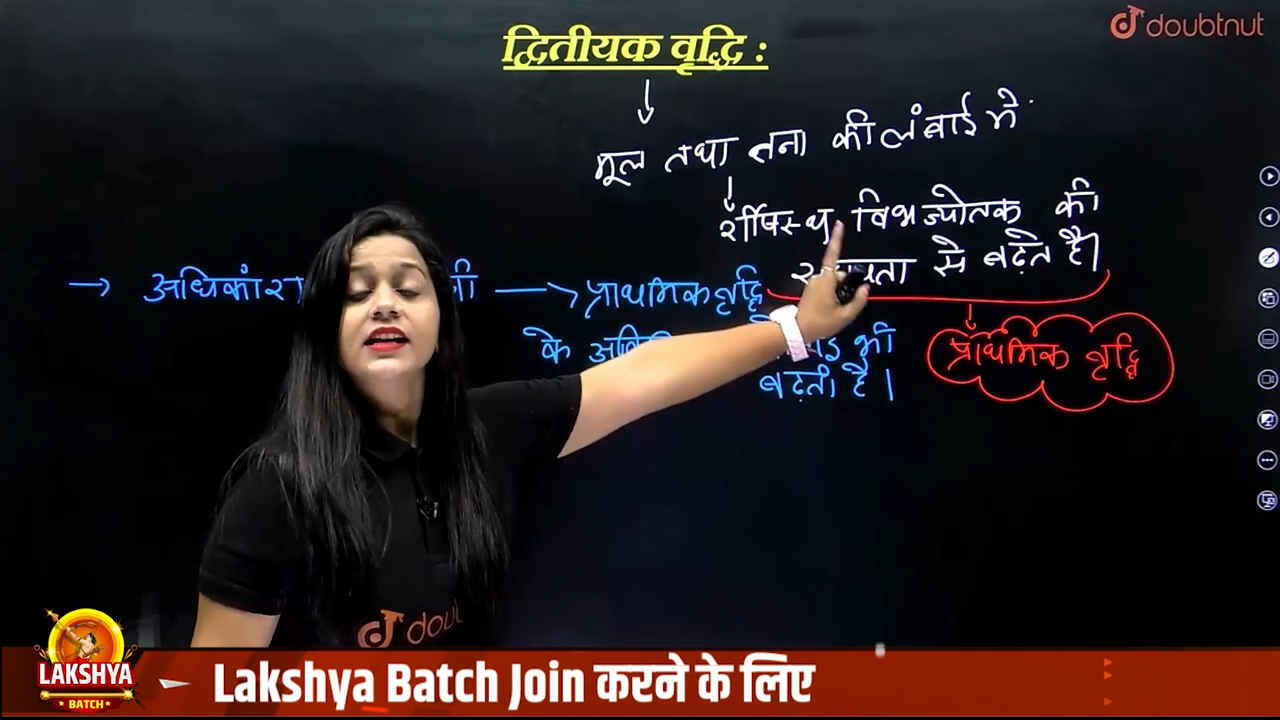 doubtnut
द्वितीयक वृद्धि :
मूल तथा तना की लंबाई में
र्शीषस्थ विभज्योतक की
से बढ़ते है।
→ अधिकांश → प्राथमिक वृद्धि
के भी
बढ़ती है।
प्राथमिक वृद्धि
LAKSHYA
BATCH
Lakshya Batch Join करने के लिए